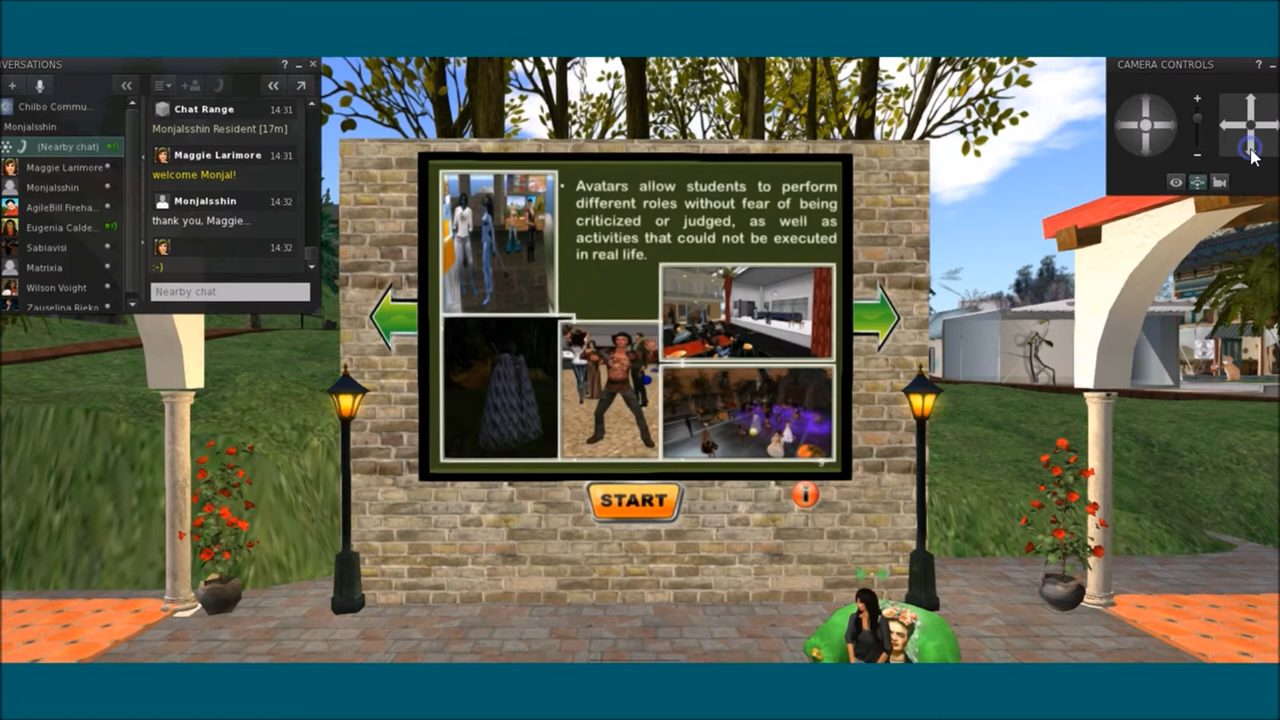 VERSATIONS
? _ ×
Chilbo Commu...
Monjalsshin
(Nearby chat)
Maggie Larimore
Monjalsshin
AgileBill Fireha...
Eugenia Calde...
Sabiavisi
Matrixia
Wilson Voight
Zauselina Rieko
Chat Range 14:31
Monjalsshin Resident [17m]
Maggie Larimore 14:31
welcome Monjal!
Monjalsshin 14:32
thank you, Maggie...
14:32
:-)
Nearby chat
• Avatars allow students to perform
different roles without fear of being
criticized or judged, as well as
activities that could not be executed
in real life.
9
START
i
CAMERA CONTROLS ? _
+
−